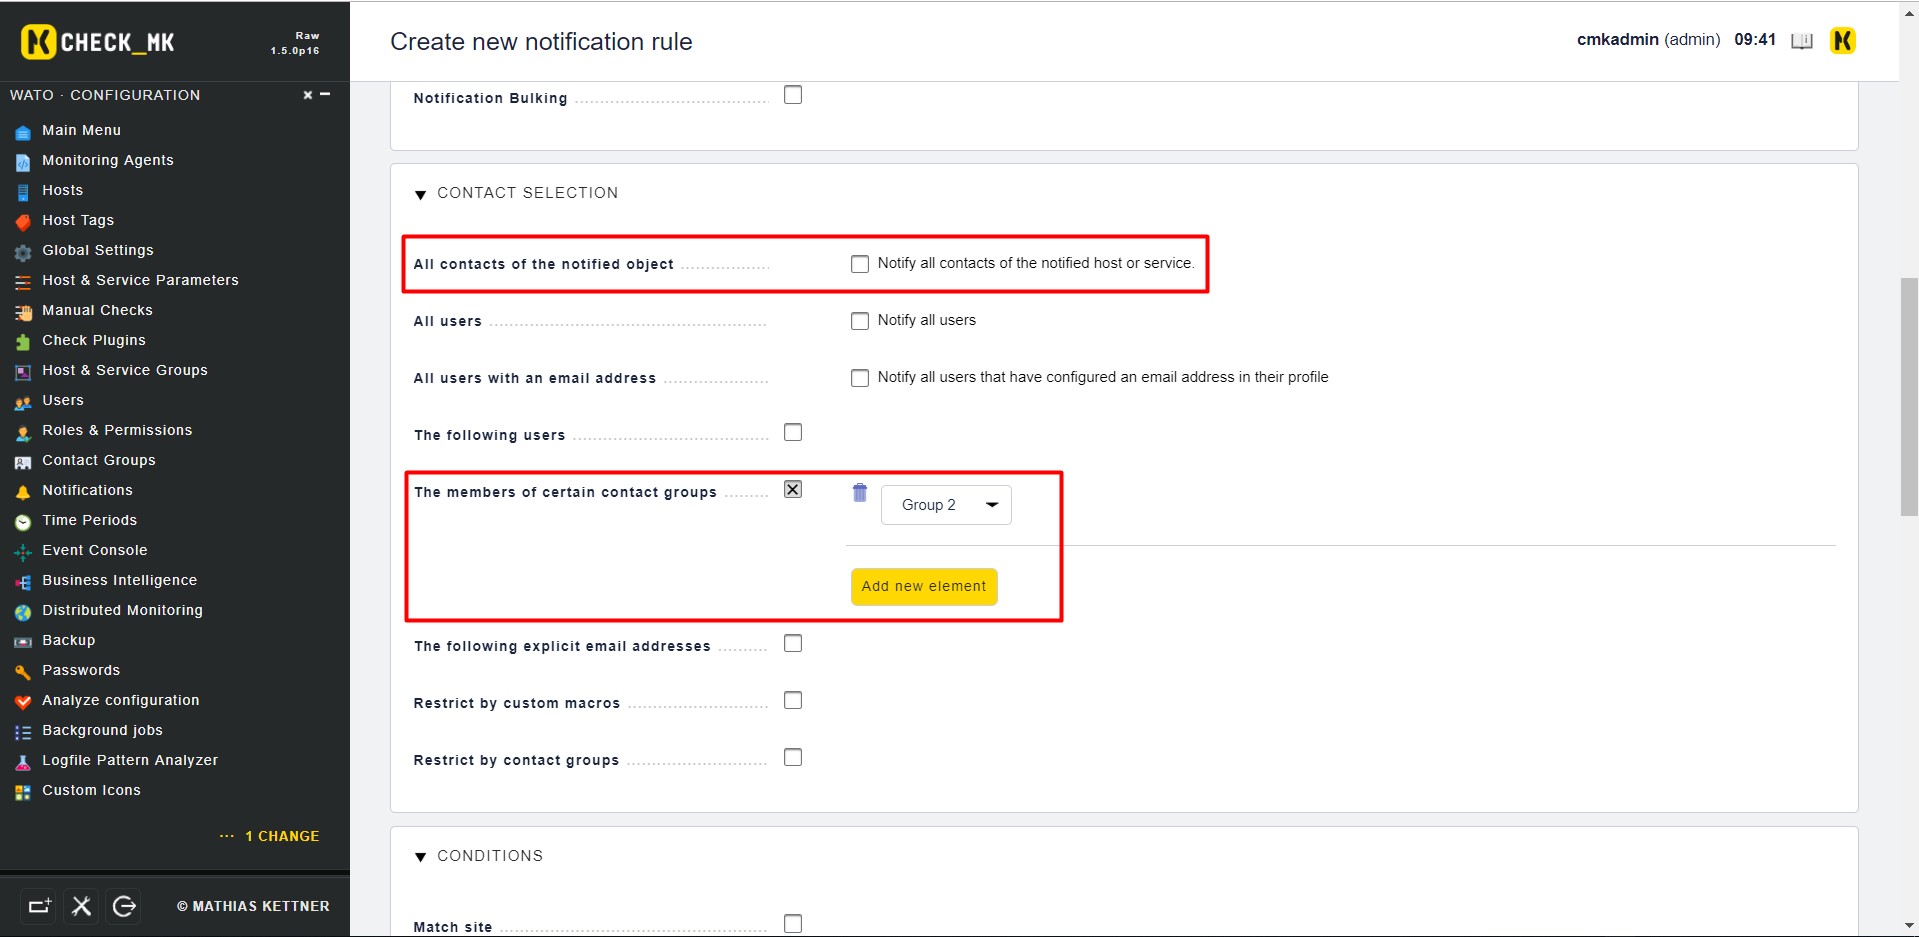 CHECK_MK
Raw
1.5.0p16
Create new notification rule
cmkadmin (admin) 09:41
WATO · CONFIGURATION
Main Menu
Monitoring Agents
Hosts
Host Tags
Global Settings
Host & Service Parameters
Manual Checks
Check Plugins
Host & Service Groups
Users
Roles & Permissions
Contact Groups
Notifications
Time Periods
Event Console
Business Intelligence
Distributed Monitoring
Backup
Passwords
Analyze configuration
Background jobs
Logfile Pattern Analyzer
Custom Icons
··· 1 CHANGE
© MATHIAS KETTNER
Notification Bulking
CONTACT SELECTION
All contacts of the notified object Notify all contacts of the notified host or service.
All users Notify all users
All users with an email address Notify all users that have configured an email address in their profile
The following users
The members of certain contact groups Group 2
Add new element
The following explicit email addresses
Restrict by custom macros
Restrict by contact groups
CONDITIONS
Match site